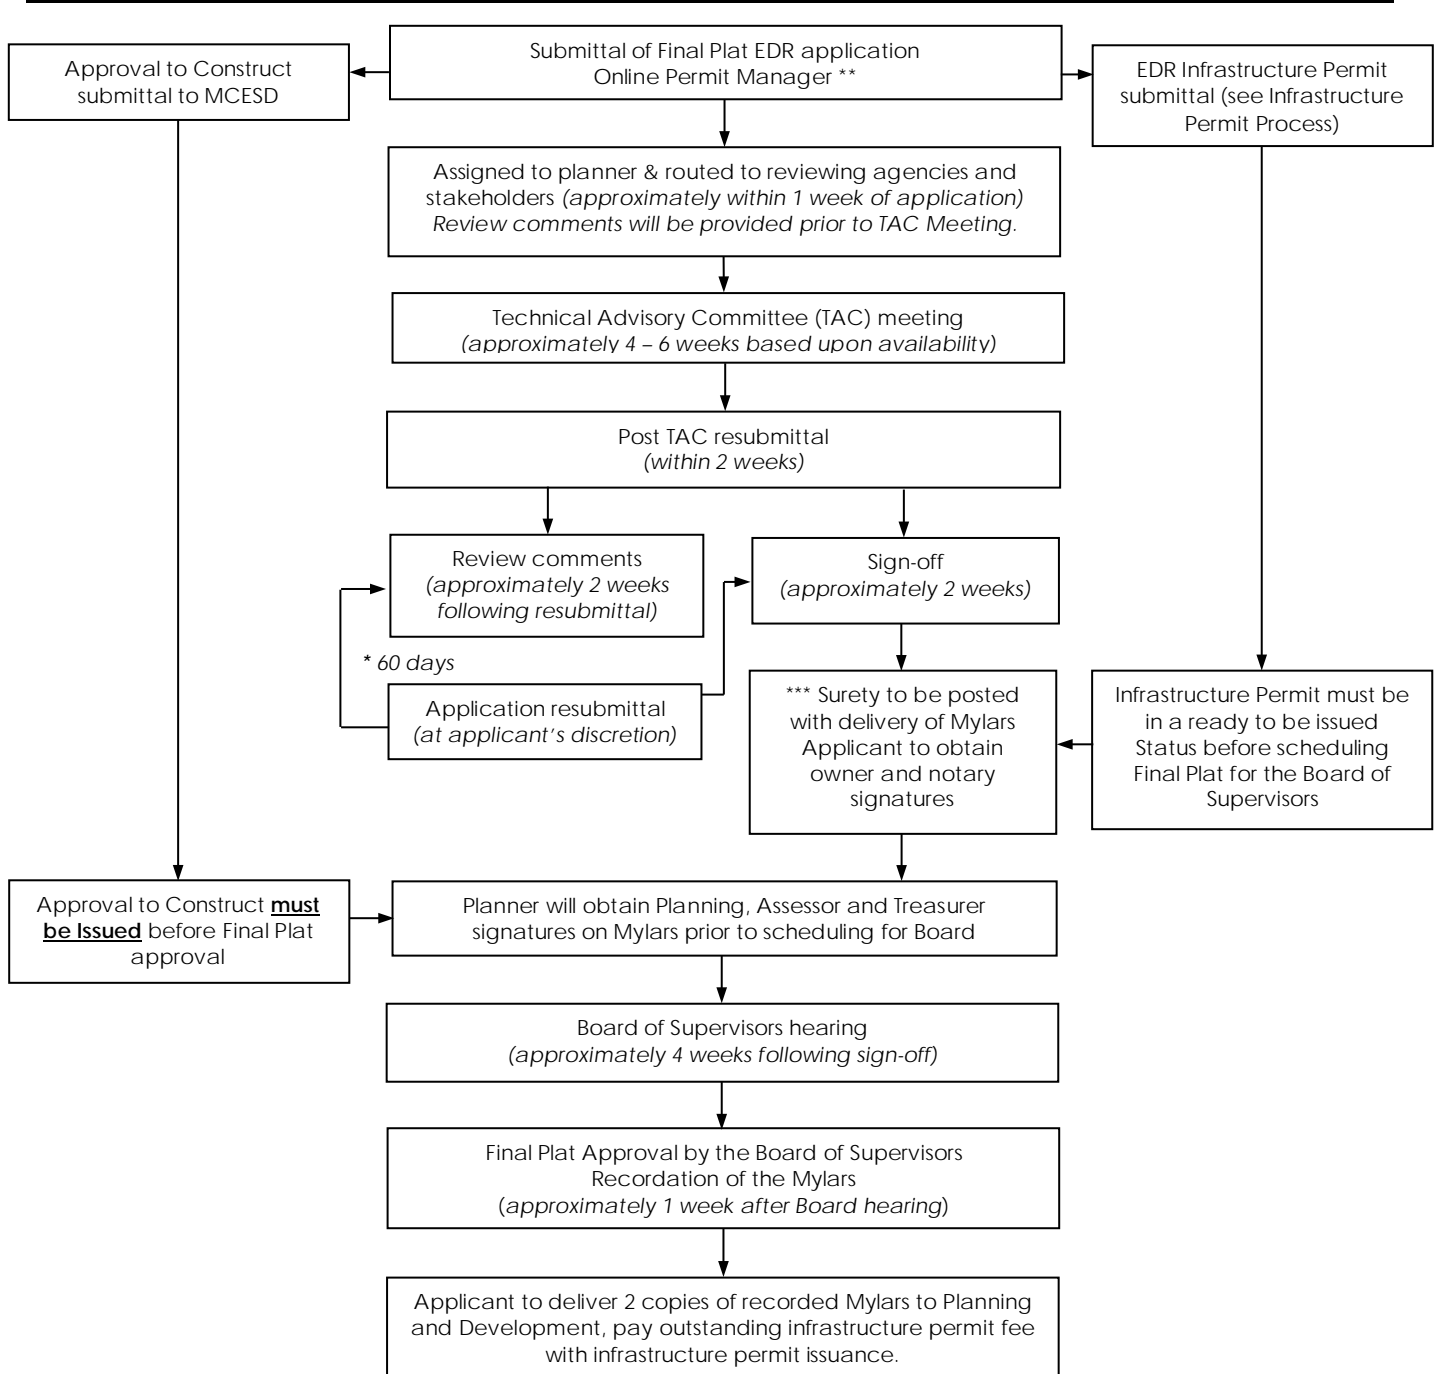 Submittal of Final Plat EDR application
Online Permit Manager **
Approval to Construct
submittal to MCESD
EDR Infrastructure Permit
submittal (see Infrastructure
Permit Process)
Assigned to planner & routed to reviewing agencies and
stakeholders (approximately within 1 week of application)
Review comments will be provided prior to TAC Meeting.
Technical Advisory Committee (TAC) meeting
(approximately 4 – 6 weeks based upon availability)
Post TAC resubmittal
(within 2 weeks)
Review comments
(approximately 2 weeks
following resubmittal)
Sign-off
(approximately 2 weeks)
* 60 days
Application resubmittal
(at applicant's discretion)
*** Surety to be posted
with delivery of Mylars
Applicant to obtain
owner and notary
signatures
Infrastructure Permit must be
in a ready to be issued
Status before scheduling
Final Plat for the Board of
Supervisors
Approval to Construct must
be Issued before Final Plat
approval
Planner will obtain Planning, Assessor and Treasurer
signatures on Mylars prior to scheduling for Board
Board of Supervisors hearing
(approximately 4 weeks following sign-off)
Final Plat Approval by the Board of Supervisors
Recordation of the Mylars
(approximately 1 week after Board hearing)
Applicant to deliver 2 copies of recorded Mylars to Planning
and Development, pay outstanding infrastructure permit fee
with infrastructure permit issuance.